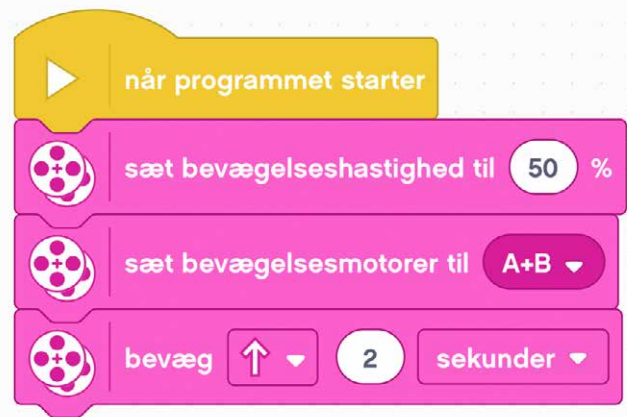 når programmet starter
sæt bevægelseshastighed til 50 %
sæt bevægelsesmotorer til A+B
bevæg 2 sekunder